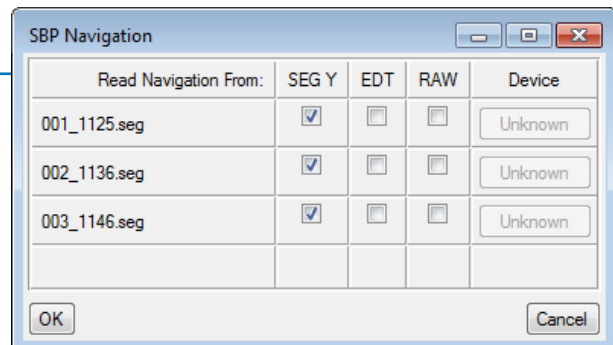 SBP Navigation
Read Navigation From: SEG Y EDT RAW Device
001_1125.seg Unknown
002_1136.seg Unknown
003_1146.seg Unknown
OK Cancel